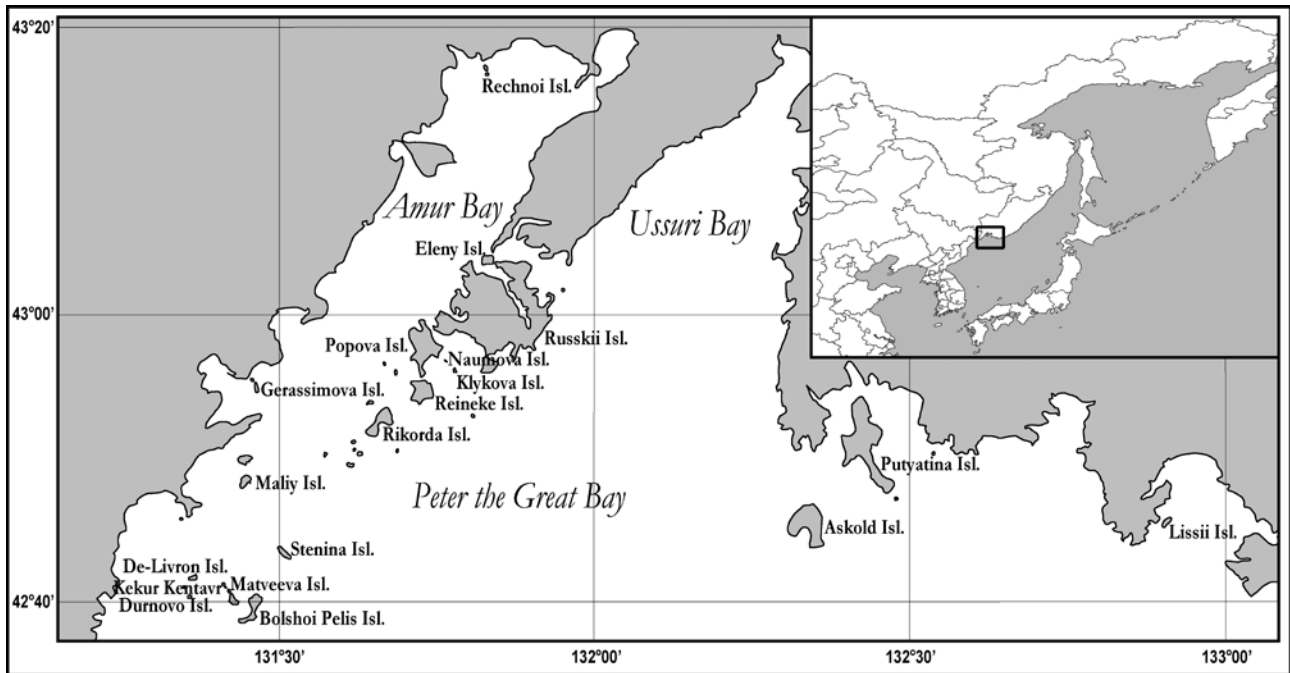 43°20'
Rechnoi Isl.
Amur Bay
Ussuri Bay
Eleny Isl.
43°00'
Russkii Isl.
Popova Isl.
Naumova Isl.
Klykova Isl.
Gerassimova Isl.
Reineke Isl.
Rikorda Isl.
Putyatina Isl.
Maliy Isl.
Peter the Great Bay
Askold Isl.
Lissii Isl.
Stenina Isl.
De-Livron Isl.
Kekur Kentavr
Matveeva Isl.
42°40'
Durnovo Isl.
Bolshoi Pelis Isl.
131°30'
132°00'
132°30'
133°00'